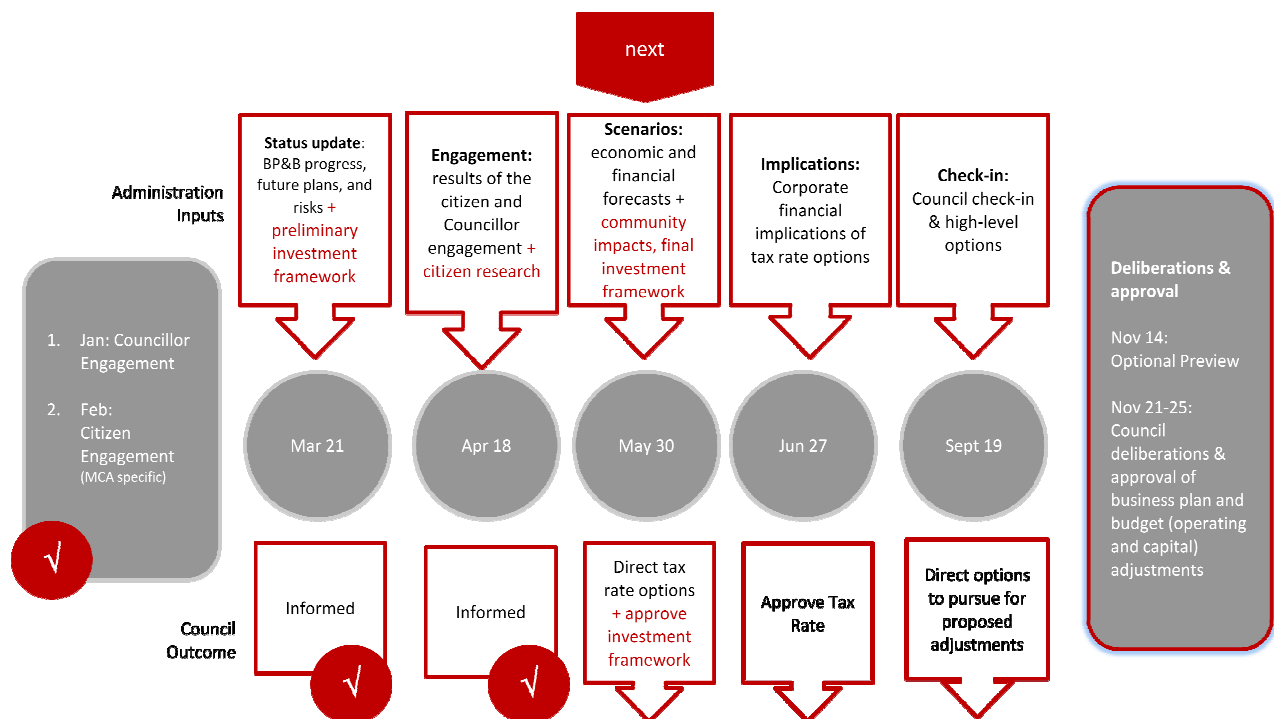 next
Administration
Inputs
Status update:
BP&B progress,
future plans, and
risks +
preliminary
investment
framework
Engagement:
results of the
citizen and
Councillor
engagement +
citizen research
Scenarios:
economic and
financial
forecasts +
community
impacts, final
investment
framework
Implications:
Corporate
financial
implications of
tax rate options
Check-in:
Council check-in
& high-level
options
1. Jan: Councillor
Engagement
2. Feb:
Citizen
Engagement
(MCA specific)
√
Mar 21
Apr 18
May 30
Jun 27
Sept 19
Deliberations &
approval
Nov 14:
Optional Preview
Nov 21-25:
Council
deliberations &
approval of
business plan and
budget (operating
and capital)
adjustments
Council
Outcome
Informed
√
Informed
√
Direct tax
rate options
+ approve
investment
framework
Approve Tax
Rate
Direct options
to pursue for
proposed
adjustments